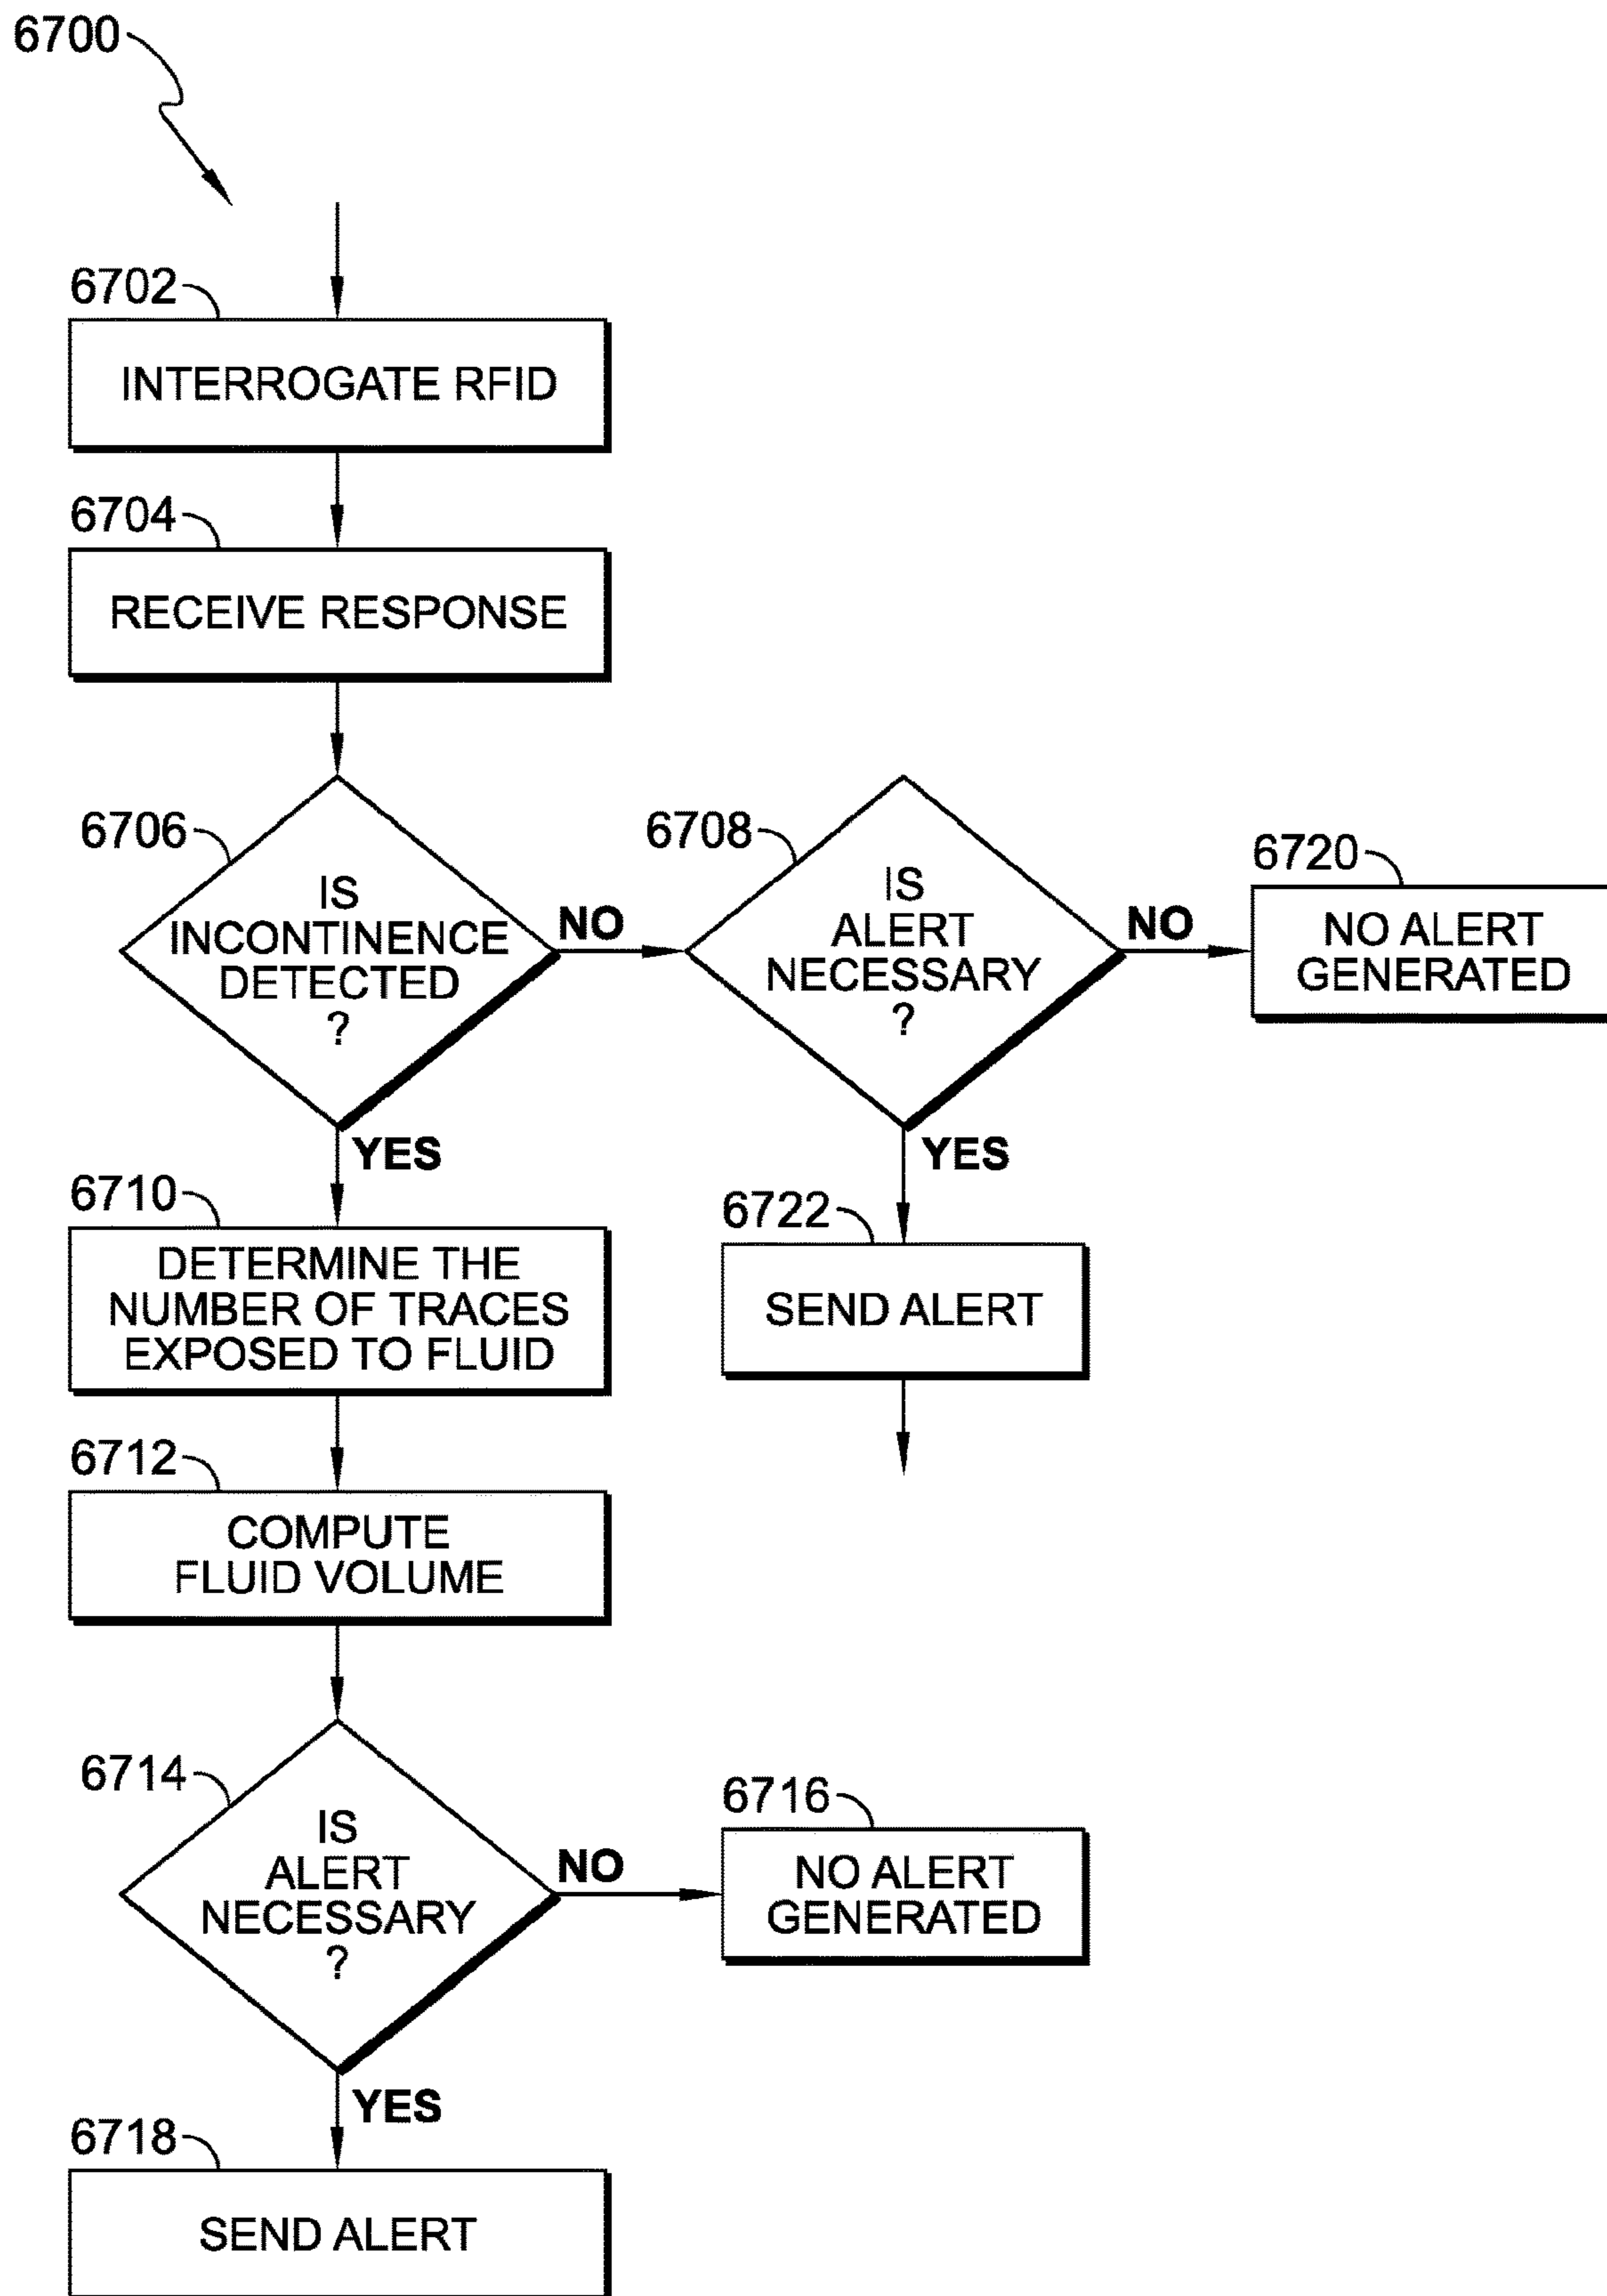 6700
6702
INTERROGATE RFID
6704
RECEIVE RESPONSE
6706
IS
INCONTINENCE
DETECTED
?
NO
6708
IS
ALERT
NECESSARY
?
NO
6720
NO ALERT
GENERATED
YES
YES
6710
DETERMINE THE
NUMBER OF TRACES
EXPOSED TO FLUID
6722
SEND ALERT
6712
COMPUTE
FLUID VOLUME
6714
IS
ALERT
NECESSARY
?
NO
6716
NO ALERT
GENERATED
YES
6718
SEND ALERT